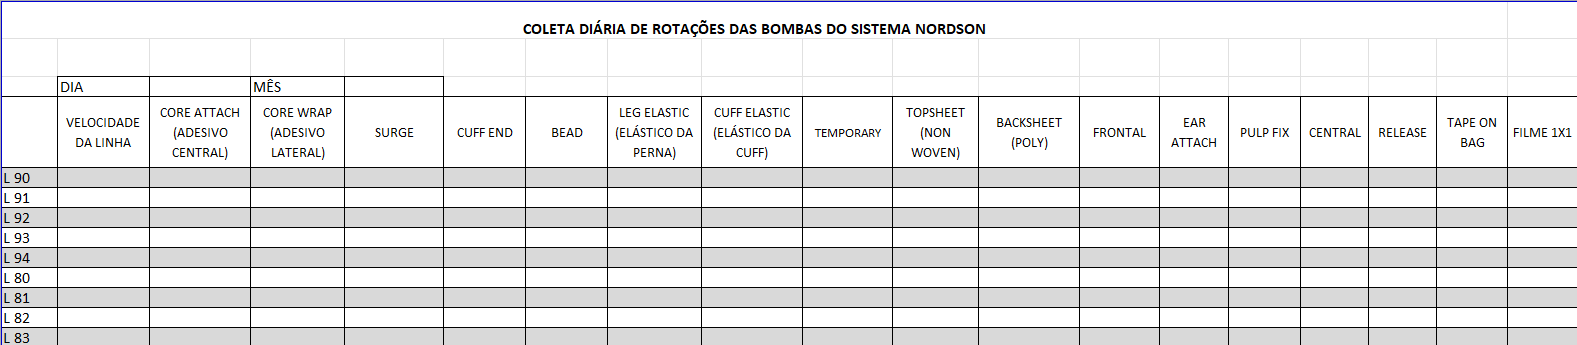 COLETA DIÁRIA DE ROTAÇÕES DAS BOMBAS DO SISTEMA NORDSON
DIA MÊS
VELOCIDADE DA LINHA
CORE ATTACH (ADESIVO CENTRAL)
CORE WRAP (ADESIVO LATERAL)
SURGE
CUFF END
BEAD
LEG ELASTIC (ELÁSTICO DA PERNA)
CUFF ELASTIC (ELÁSTICO DA CUFF)
TEMPORARY
TOPSHEET (NON WOVEN)
BACKSHEET (POLY)
FRONTAL
EAR ATTACH
PULP FIX
CENTRAL
RELEASE
TAPE ON BAG
FILME 1X1
L 90
L 91
L 92
L 93
L 94
L 80
L 81
L 82
L 83